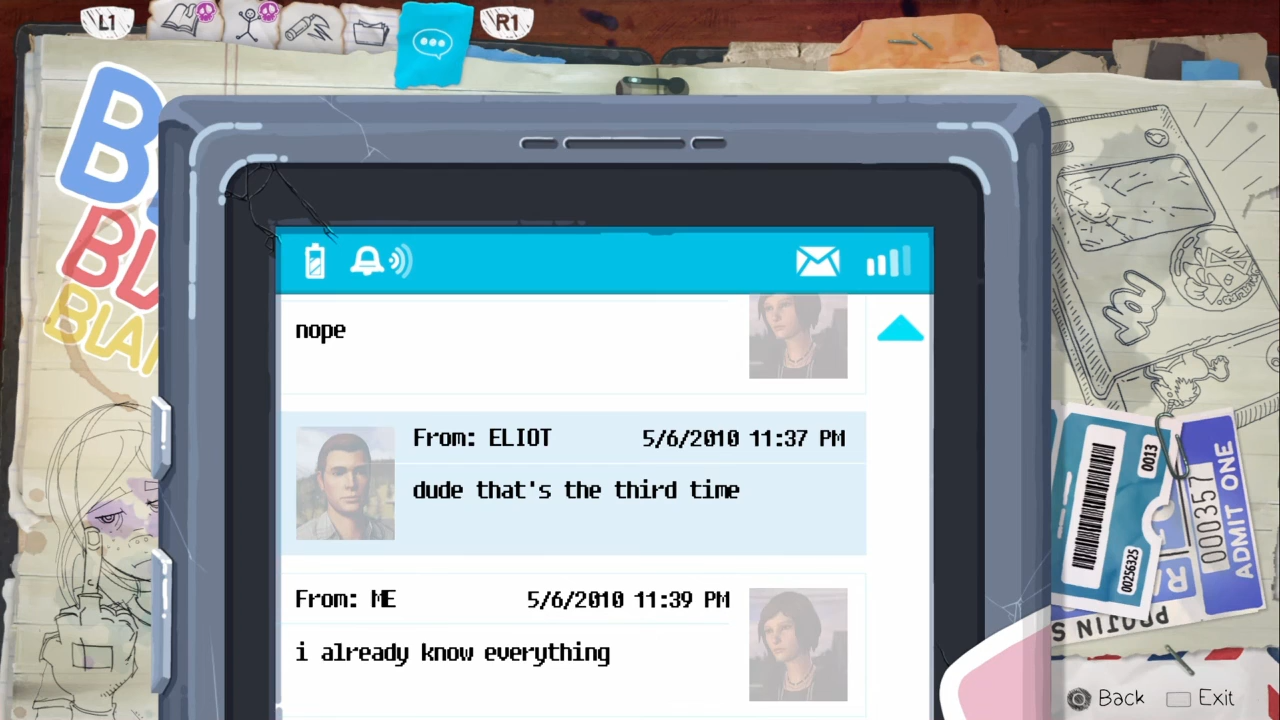 L1
R1
nope
From: ELIOT 5/6/2010 11:37 PM
dude that's the third time
From: ME 5/6/2010 11:39 PM
i already know everything
0013
00256325
000357
ADMIT ONE
Back
Exit